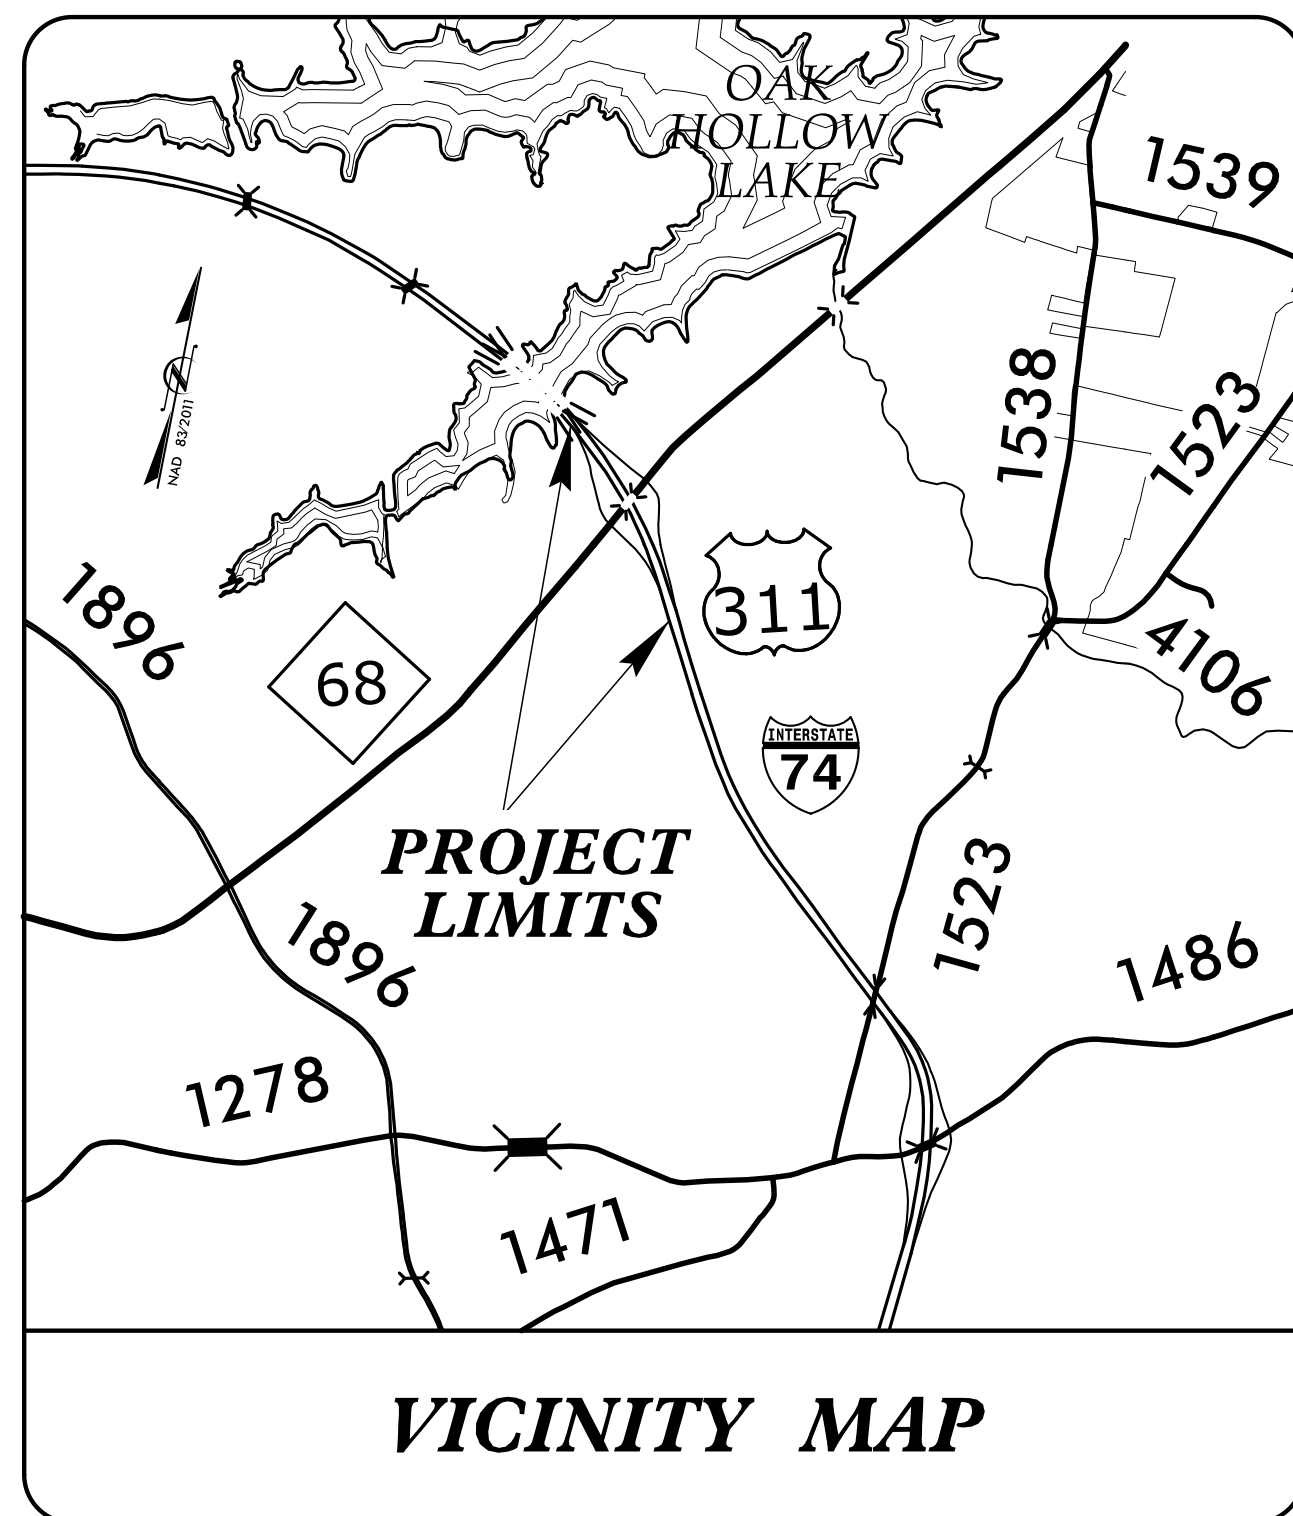 OAK
HOLLOW
LAKE
1539
NAD 83/2011
N
1538
1523
1896
311
68
4106
INTERSTATE
74
PROJECT
LIMITS
1523
1896
1486
1278
1471
VICINITY MAP